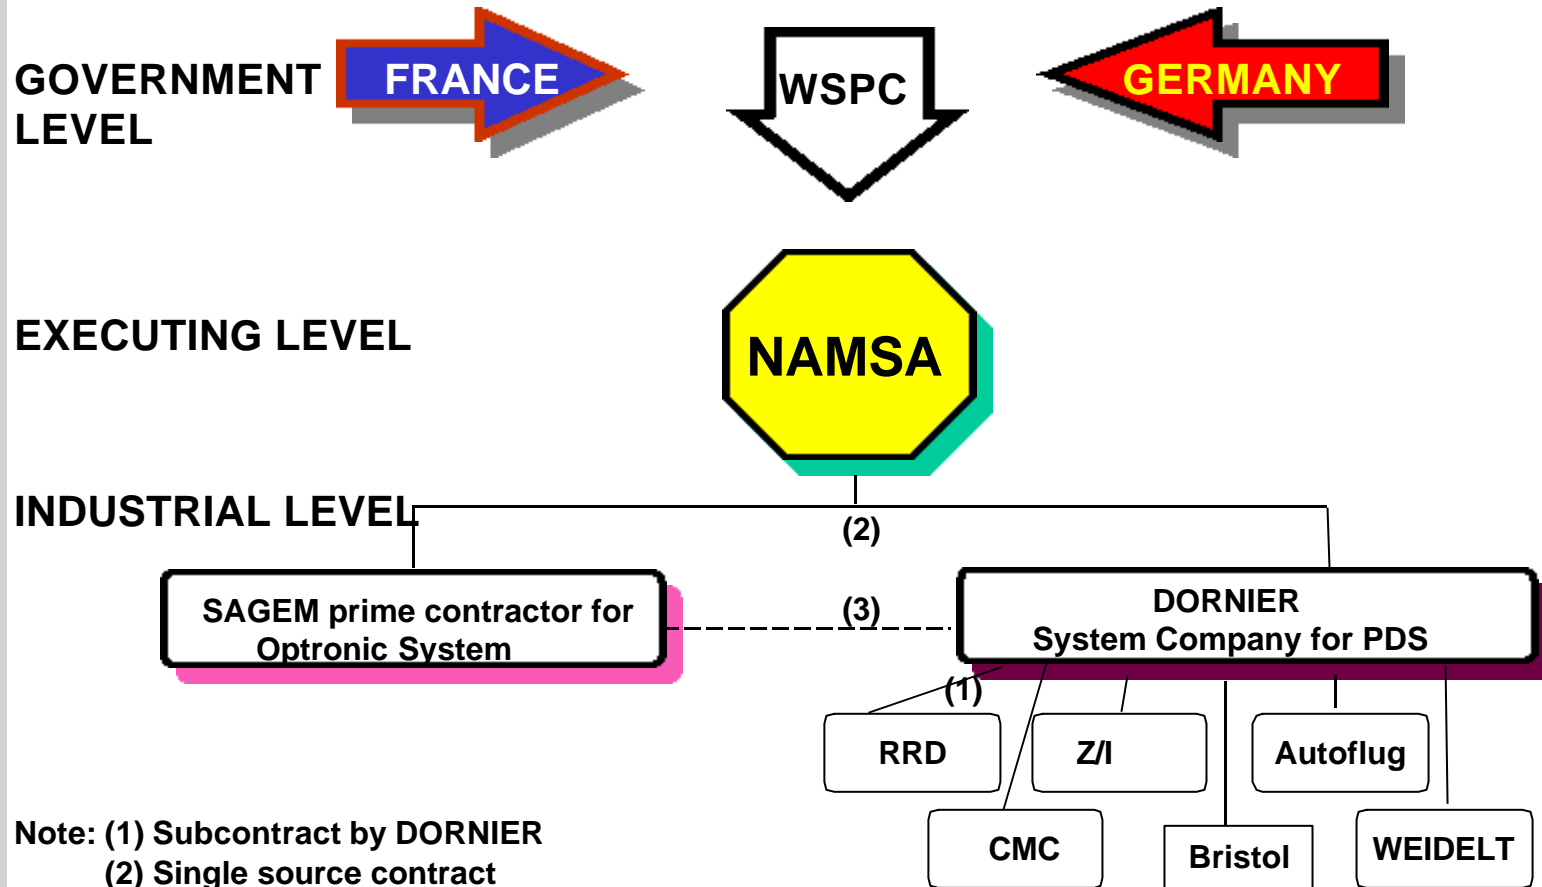 GOVERNMENT
LEVEL
FRANCE
WSPC
GERMANY
EXECUTING LEVEL
NAMSA
INDUSTRIAL LEVEL
(2)
SAGEM prime contractor for
Optronic System
(3)
DORNIER
System Company for PDS
(1)
RRD
Z/I
Autoflug
CMC
Bristol
WEIDELT
Note: (1) Subcontract by DORNIER
(2) Single source contract